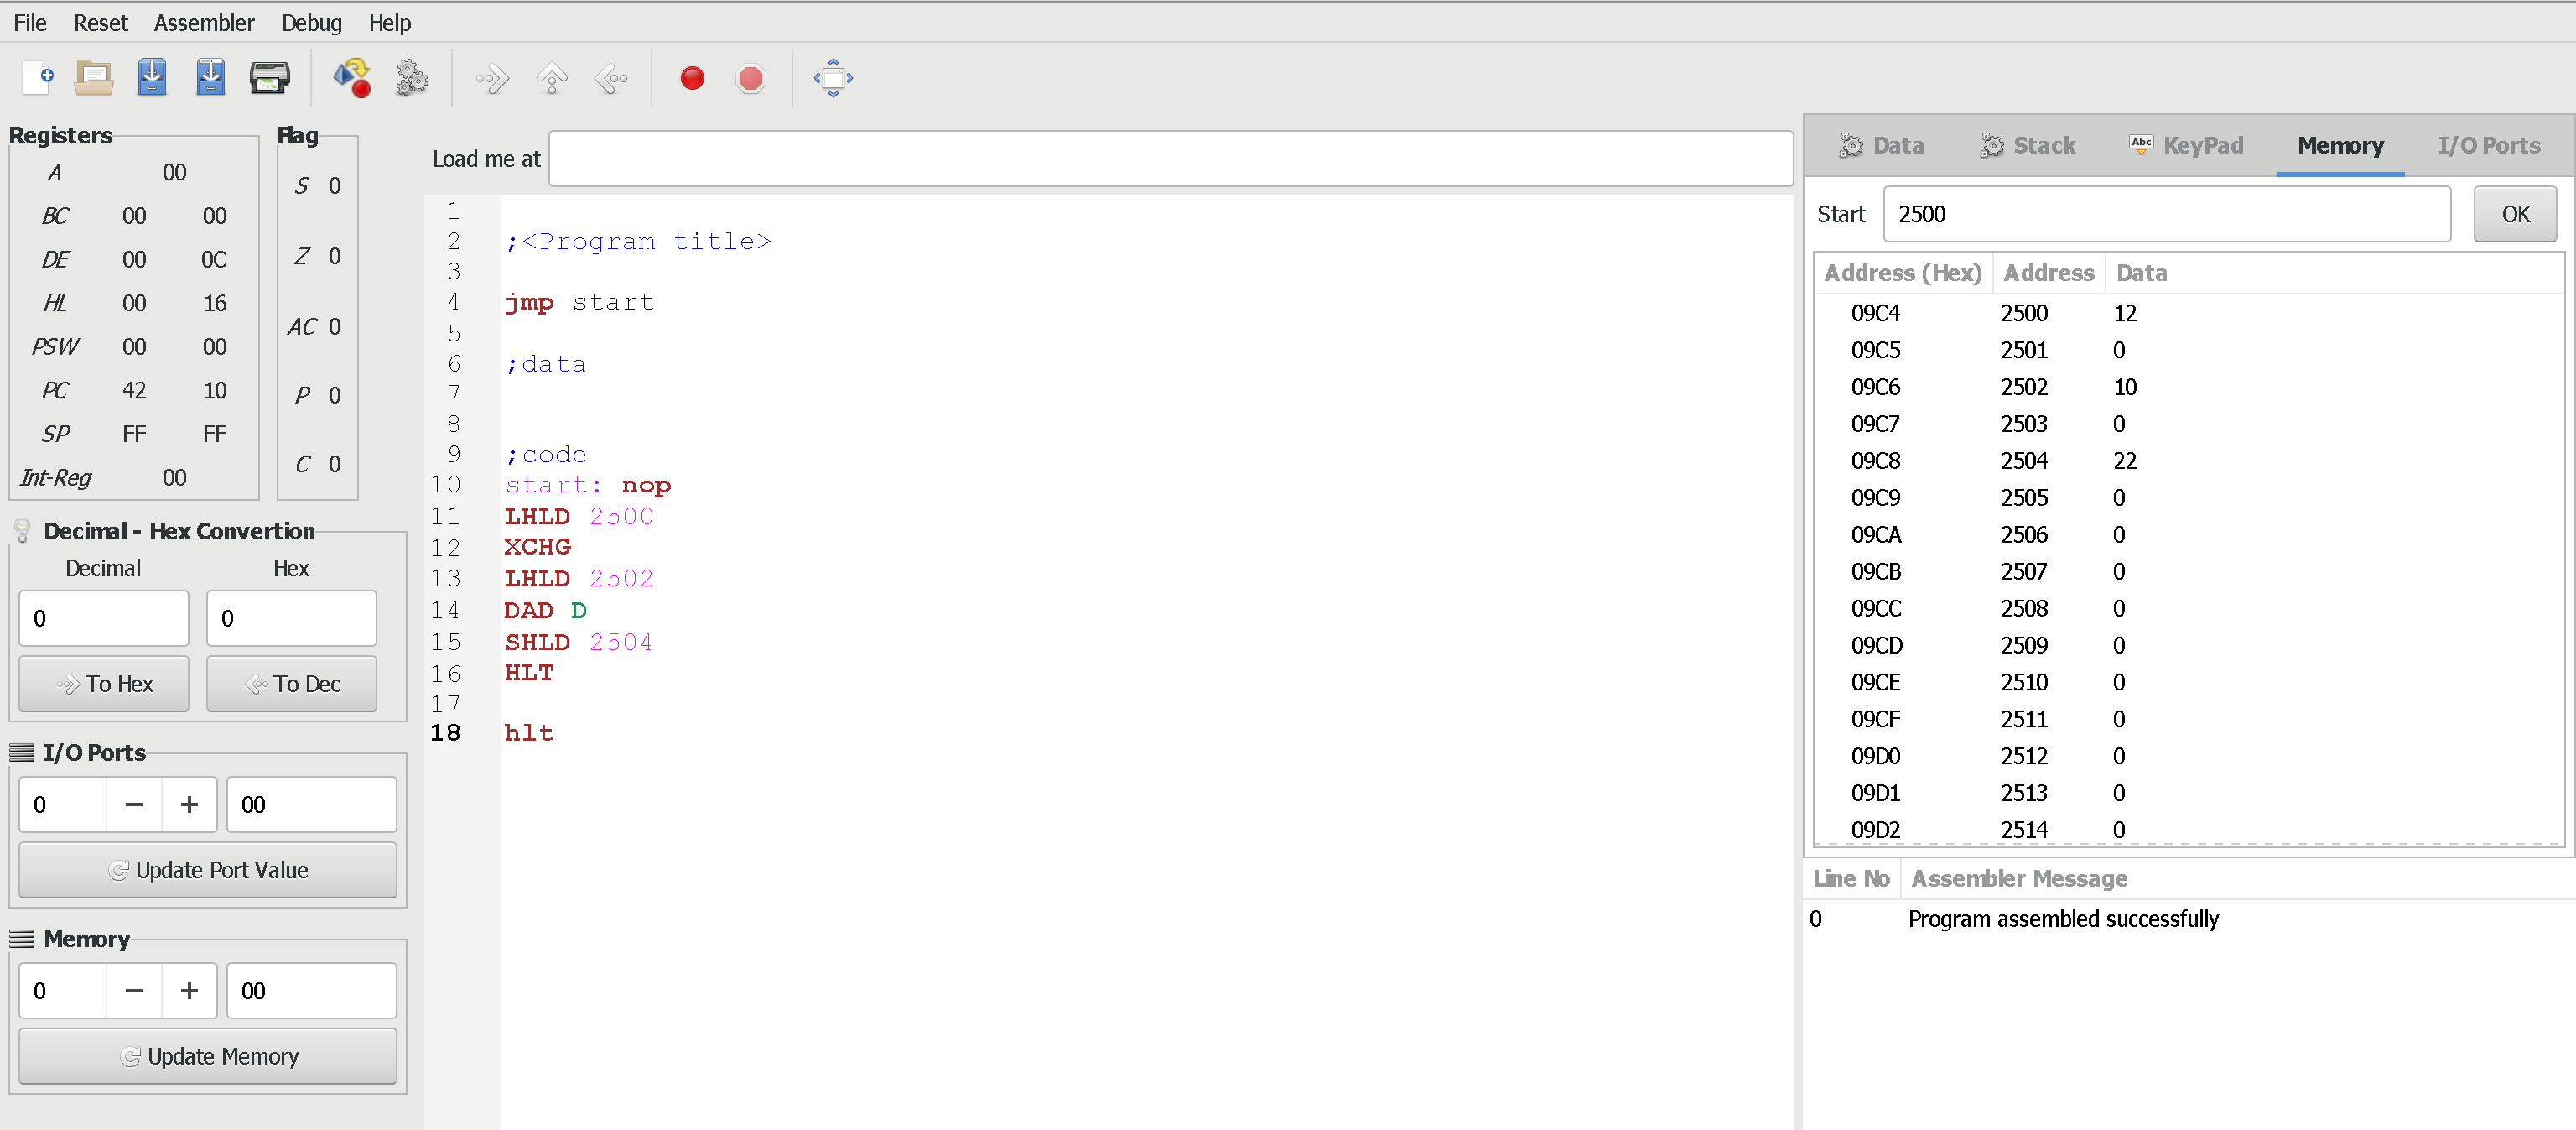 File Reset Assembler Debug Help
Registers
A 00
BC 00 00
DE 00 0C
HL 00 16
PSW 00 00
PC 42 10
SP FF FF
Int-Reg 00
Flag
S 0
Z 0
AC 0
P 0
C 0
Decimal - Hex Convertion
Decimal Hex
0 0
To Hex To Dec
I/O Ports
0 − + 00
Update Port Value
Memory
0 − + 00
Update Memory
Load me at
1
2 ;<Program title>
3
4 jmp start
5
6 ;data
7
8
9 ;code
10 start: nop
11 LHLD 2500
12 XCHG
13 LHLD 2502
14 DAD D
15 SHLD 2504
16 HLT
17
18 hlt
Data Stack Abc KeyPad Memory I/O Ports
Start 2500 OK
Address (Hex) Address Data
09C4 2500 12
09C5 2501 0
09C6 2502 10
09C7 2503 0
09C8 2504 22
09C9 2505 0
09CA 2506 0
09CB 2507 0
09CC 2508 0
09CD 2509 0
09CE 2510 0
09CF 2511 0
09D0 2512 0
09D1 2513 0
09D2 2514 0
Line No Assembler Message
0 Program assembled successfully